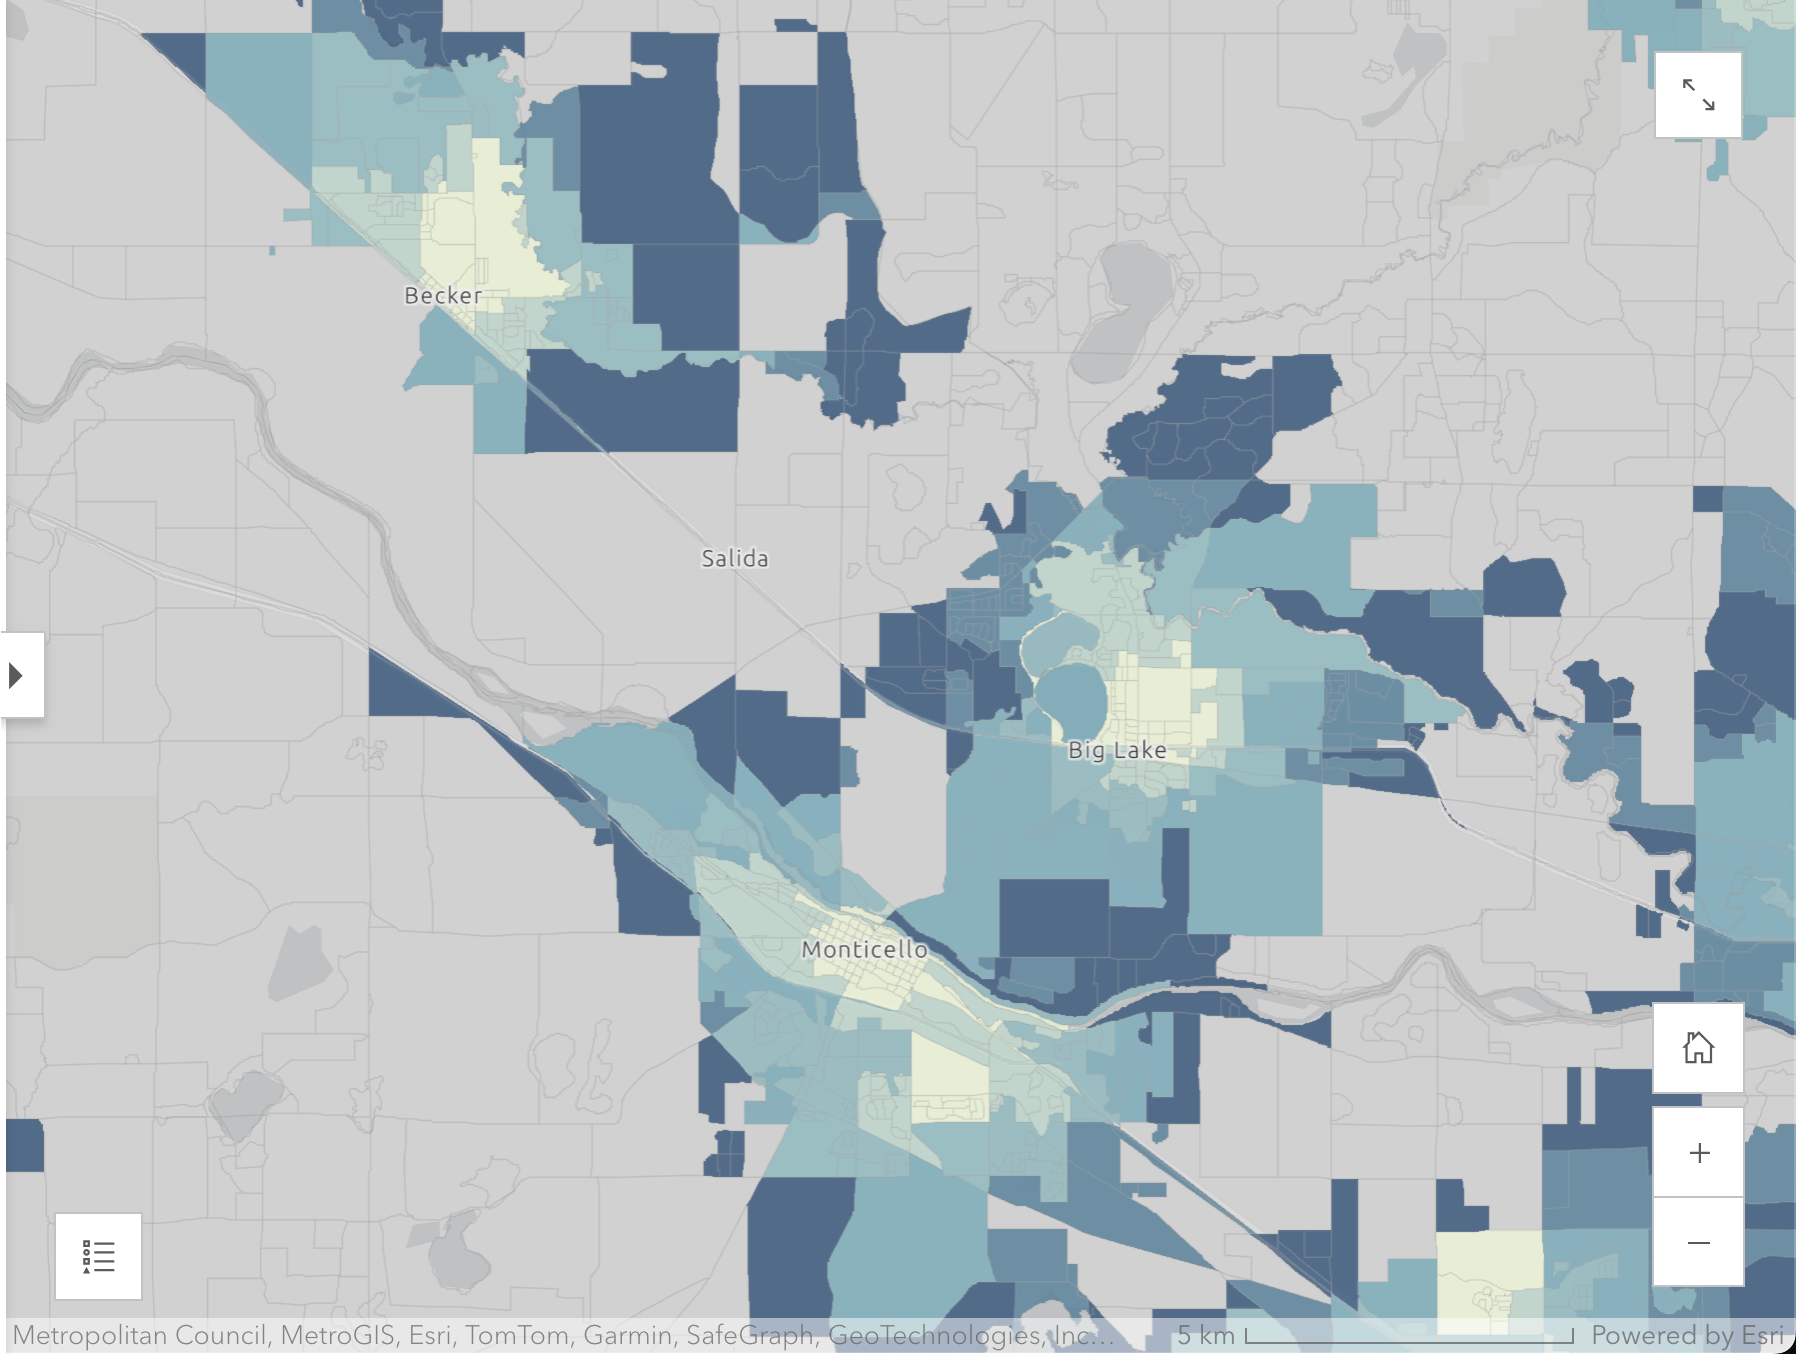 Becker
Salida
Big Lake
Monticello
Metropolitan Council, MetroGIS, Esri, TomTom, Garmin, SafeGraph, GeoTechnologies, Inc...
5 km
Powered by Esri